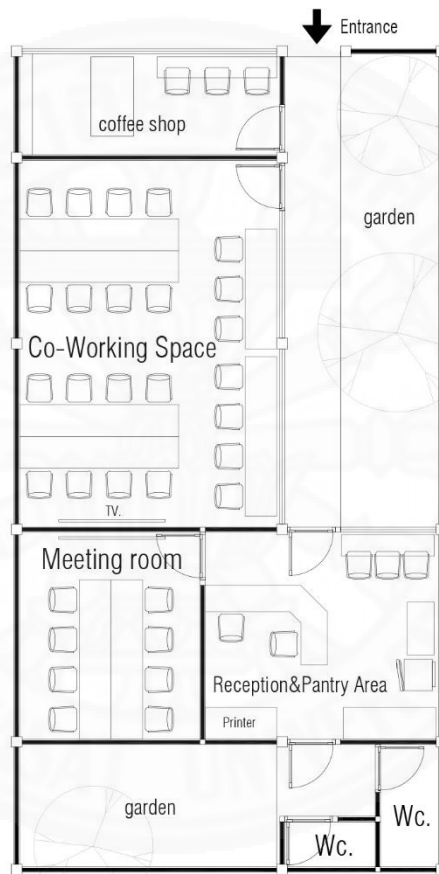 Entrance
coffee shop
garden
Co-Working Space
TV.
Meeting room
Reception&Pantry Area
Printer
garden
Wc.
Wc.